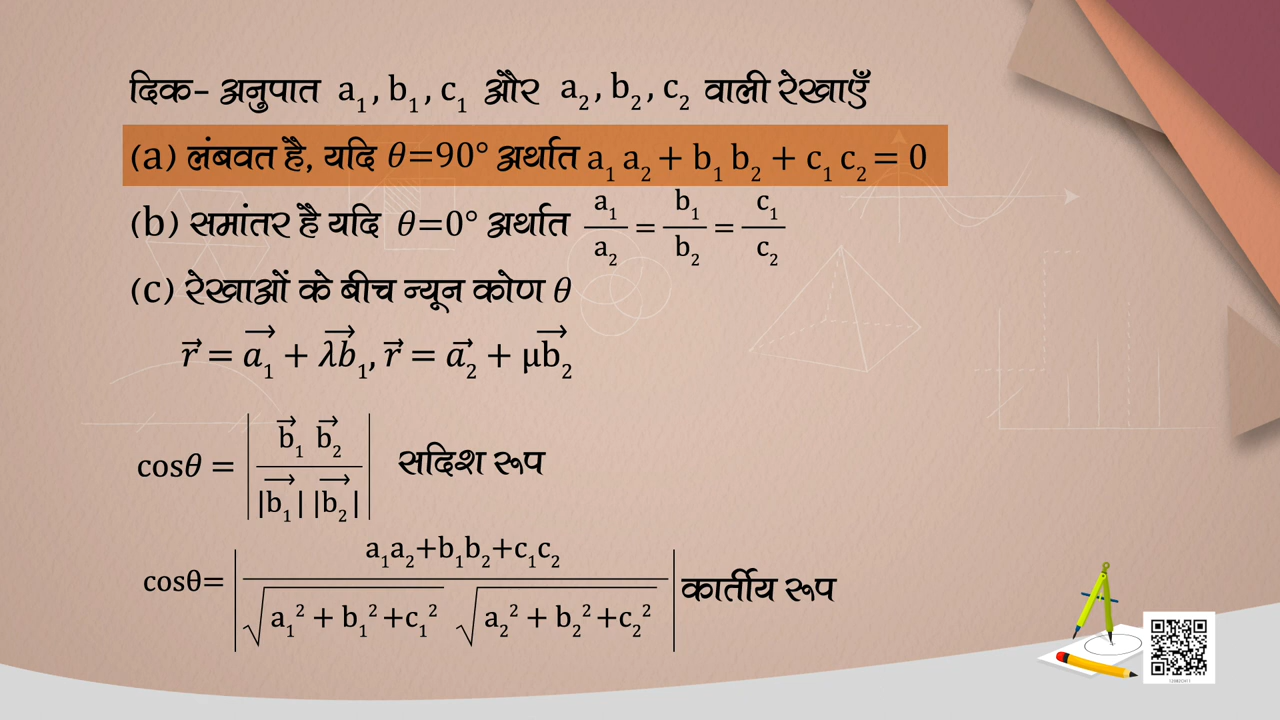 दिक- अनुपात a₁, b₁, c₁ और a₂, b₂, c₂ वाली रेखाएँ
(a) लंबवत है, यदि θ=90° अर्थात a₁ a₂ + b₁ b₂ + c₁ c₂ = 0
(b) समांतर है यदि θ=0° अर्थात a₁/a₂ = b₁/b₂ = c₁/c₂
(c) रेखाओं के बीच न्यून कोण θ
r⃗ = a⃗₁ + λb⃗₁, r⃗ = a⃗₂ + μb⃗₂
cosθ = | b⃗₁ b⃗₂ / |b⃗₁| |b⃗₂| | सदिश रूप
cosθ= | a₁a₂+b₁b₂+c₁c₂ / √(a₁² + b₁² +c₁²) √(a₂² + b₂² +c₂²) | कार्तीय रूप